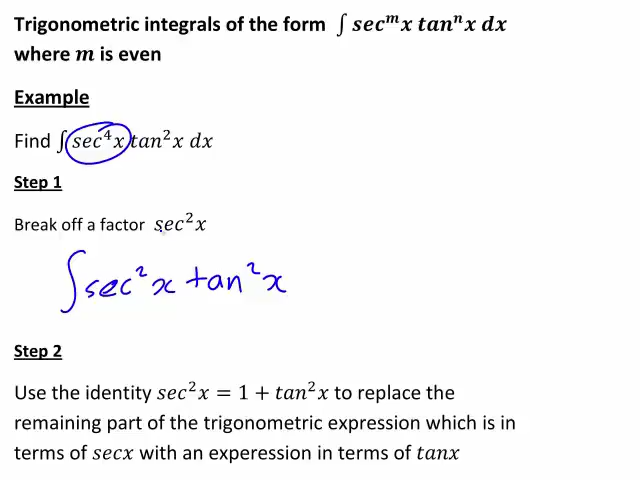 Trigonometric integrals of the form ∫ secᵐx tanⁿx dx
where m is even
Example
Find ∫ sec⁴x tan²x dx
Step 1
Break off a factor sec²x
∫ sec²x tan²x
Step 2
Use the identity sec²x = 1 + tan²x to replace the
remaining part of the trigonometric expression which is in
terms of secx with an experession in terms of tanx